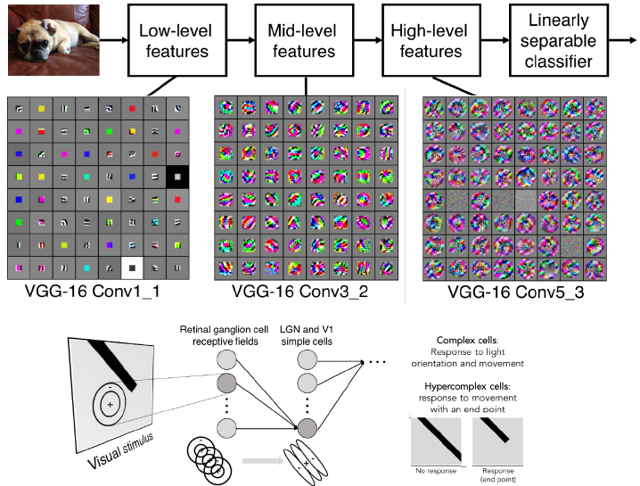 Low-level
features
Mid-level
features
High-level
features
Linearly
separable
classifier
VGG-16 Conv1_1
VGG-16 Conv3_2
VGG-16 Conv5_3
Retinal ganglion cell
receptive fields
LGN and V1
simple cells
Visual stimulus
Complex cells:
Response to light
orientation and movement
Hypercomplex cells:
response to movement
with an end point
No response
Response
(end point)